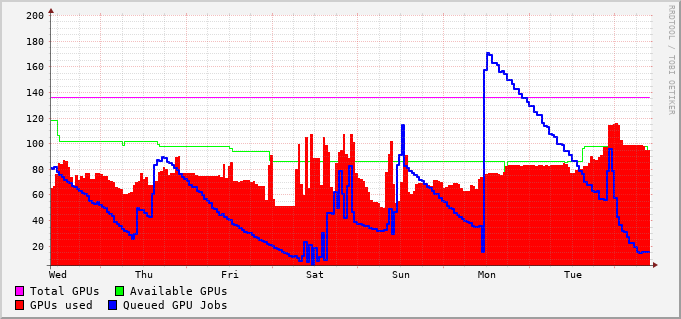 200
180
160
140
120
100
80
60
40
20
Wed Thu Fri Sat Sun Mon Tue
Total GPUs Available GPUs
GPUs used Queued GPU Jobs
RRDTOOL / TOBI OETIKER